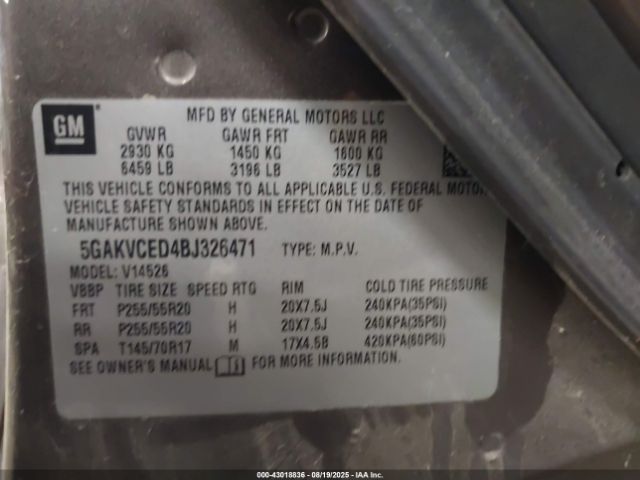 GM
MFD BY GENERAL MOTORS LLC
GVWR GAWR FRT GAWR RR
2930 KG 1450 KG 1600 KG
6459 LB 3196 LB 3527 LB
THIS VEHICLE CONFORMS TO ALL APPLICABLE U.S. FEDERAL MOTOR
VEHICLE SAFETY STANDARDS IN EFFECT ON THE DATE OF
MANUFACTURE SHOWN ABOVE.
5GAKVCED4BJ326471 TYPE: M.P.V.
MODEL: V14526
VBBP TIRE SIZE SPEED RTG RIM COLD TIRE PRESSURE
FRT P255/55R20 H 20X7.5J 240KPA(35PSI)
RR P255/55R20 H 20X7.5J 240KPA(35PSI)
SPA T145/70R17 M 17X4.5B 420KPA(60PSI)
SEE OWNER'S MANUAL FOR MORE INFORMATION.
000-43018836 - 08/19/2025 - IAA Inc.